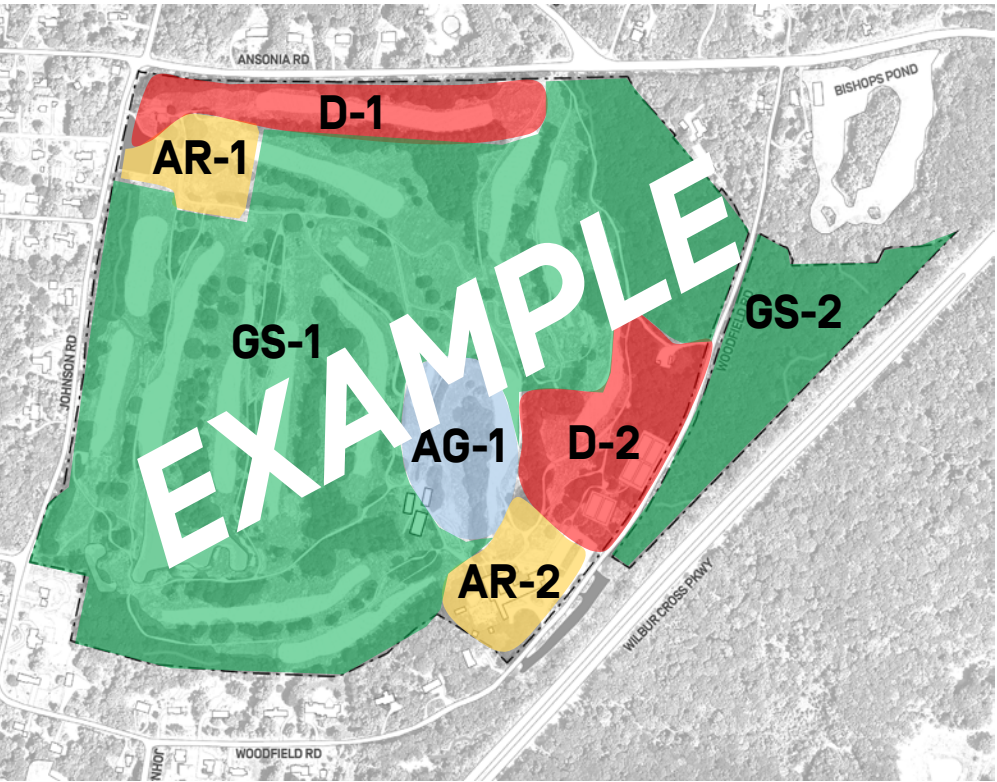 ANSONIA RD
BISHOPS POND
D-1
AR-1
EXAMPLE
GS-2
GS-1
WOODFIELD RD
JOHNSON RD
AG-1
D-2
AR-2
WILBUR CROSS PKWY
WOODFIELD RD
JOHN